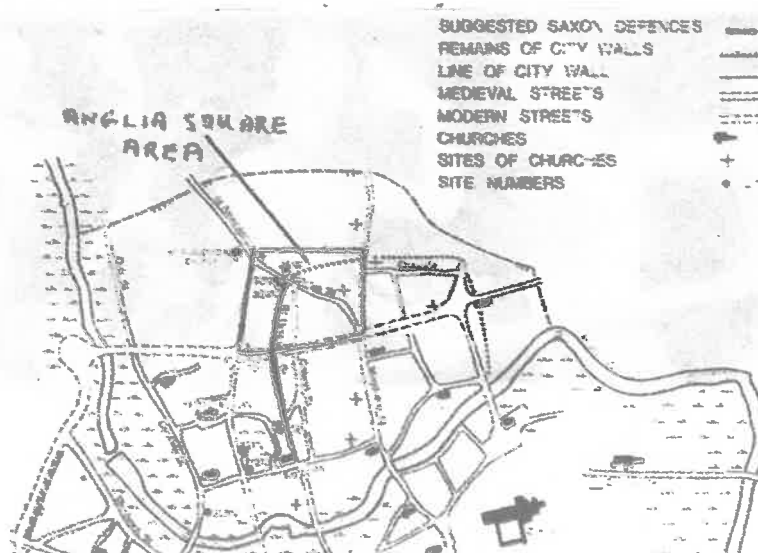 SUGGESTED SAXON DEFENCES
REMAINS OF CITY WALLS
LINE OF CITY WALL
MEDIEVAL STREETS
MODERN STREETS
CHURCHES
SITES OF CHURCHES
SITE NUMBERS
ANGLIA SQUARE
AREA